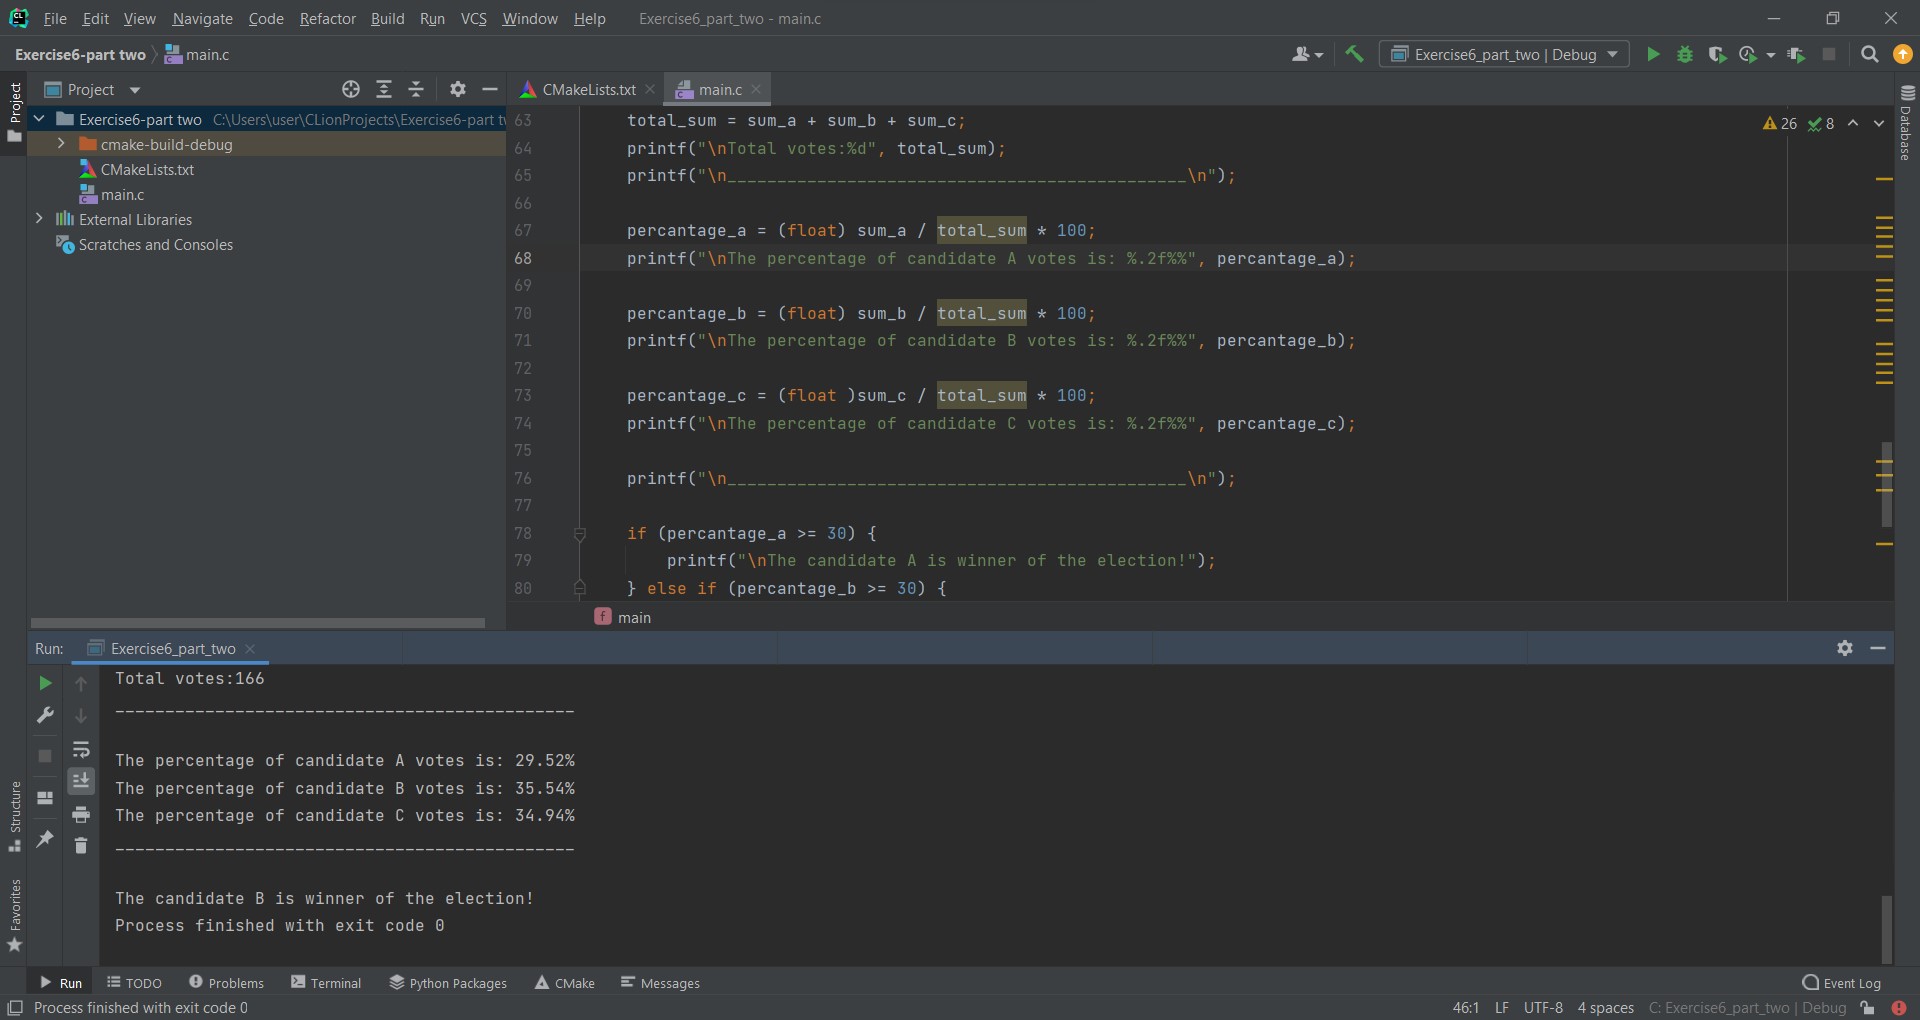 File Edit View Navigate Code Refactor Build Run VCS Window Help Exercise6_part_two - main.c
Exercise6-part two main.c
Exercise6_part_two | Debug
Project
Project
CMakeLists.txt main.c
Exercise6-part two C:\Users\user\CLionProjects\Exercise6-part t
cmake-build-debug
CMakeLists.txt
main.c
External Libraries
Scratches and Consoles
26 8
Database
63 total_sum = sum_a + sum_b + sum_c;
64 printf("\nTotal votes:%d", total_sum);
65 printf("\n______________________________________________\n");
66
67 percantage_a = (float) sum_a / total_sum * 100;
68 printf("\nThe percentage of candidate A votes is: %.2f%%", percantage_a);
69
70 percantage_b = (float) sum_b / total_sum * 100;
71 printf("\nThe percentage of candidate B votes is: %.2f%%", percantage_b);
72
73 percantage_c = (float )sum_c / total_sum * 100;
74 printf("\nThe percentage of candidate C votes is: %.2f%%", percantage_c);
75
76 printf("\n______________________________________________\n");
77
78 if (percantage_a >= 30) {
79 printf("\nThe candidate A is winner of the election!");
80 } else if (percantage_b >= 30) {
f main
Run: Exercise6_part_two
Total votes:166
______________________________________________
The percentage of candidate A votes is: 29.52%
The percentage of candidate B votes is: 35.54%
The percentage of candidate C votes is: 34.94%
______________________________________________
The candidate B is winner of the election!
Process finished with exit code 0
Structure
Favorites
Run TODO Problems Terminal Python Packages CMake Messages Event Log
Process finished with exit code 0 46:1 LF UTF-8 4 spaces C: Exercise6_part_two | Debug